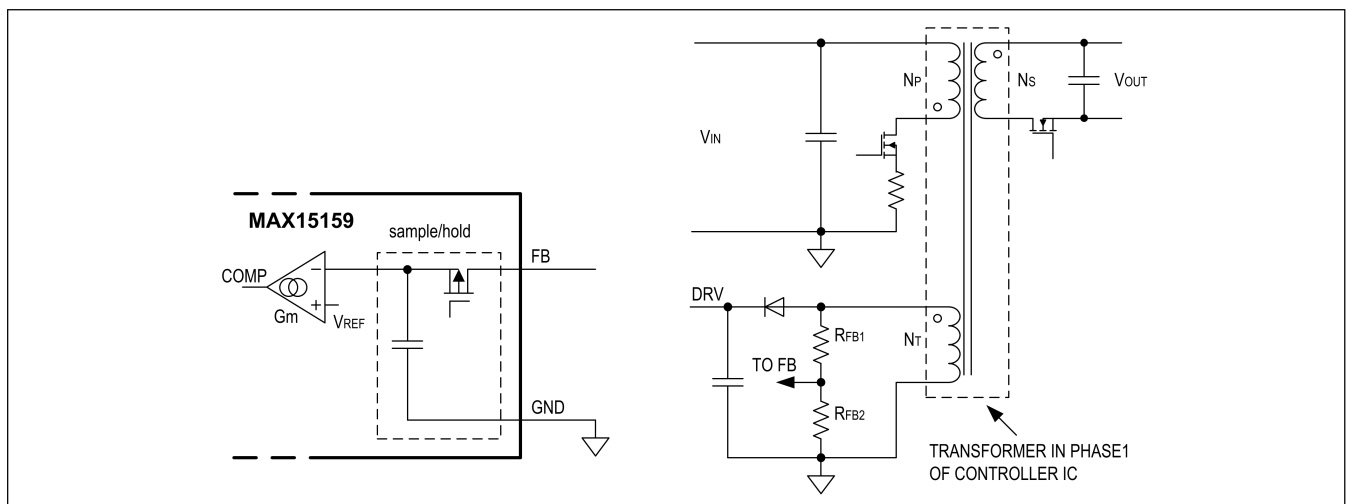 MAX15159
sample/hold
FB
COMP
−
+
Gm
VREF
GND
NP
NS
VOUT
VIN
DRV
RFB1
NT
TO FB
RFB2
TRANSFORMER IN PHASE1
OF CONTROLLER IC